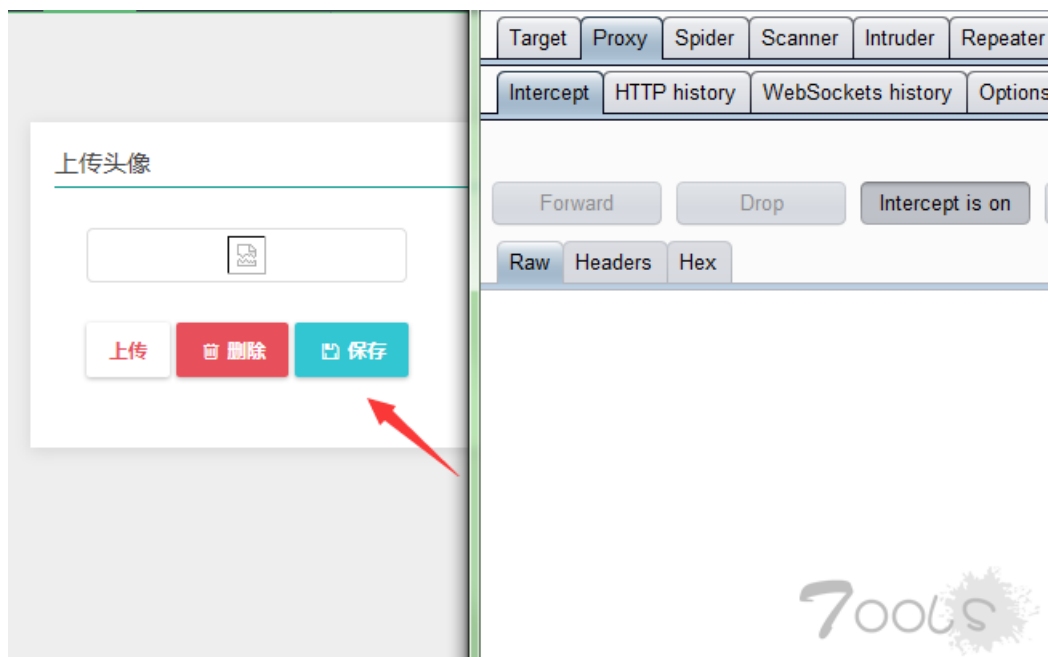 Target Proxy Spider Scanner Intruder Repeater
Intercept HTTP history WebSockets history Options
上传头像
Forward Drop Intercept is on
Raw Headers Hex
上传 删除 保存
7OOLS